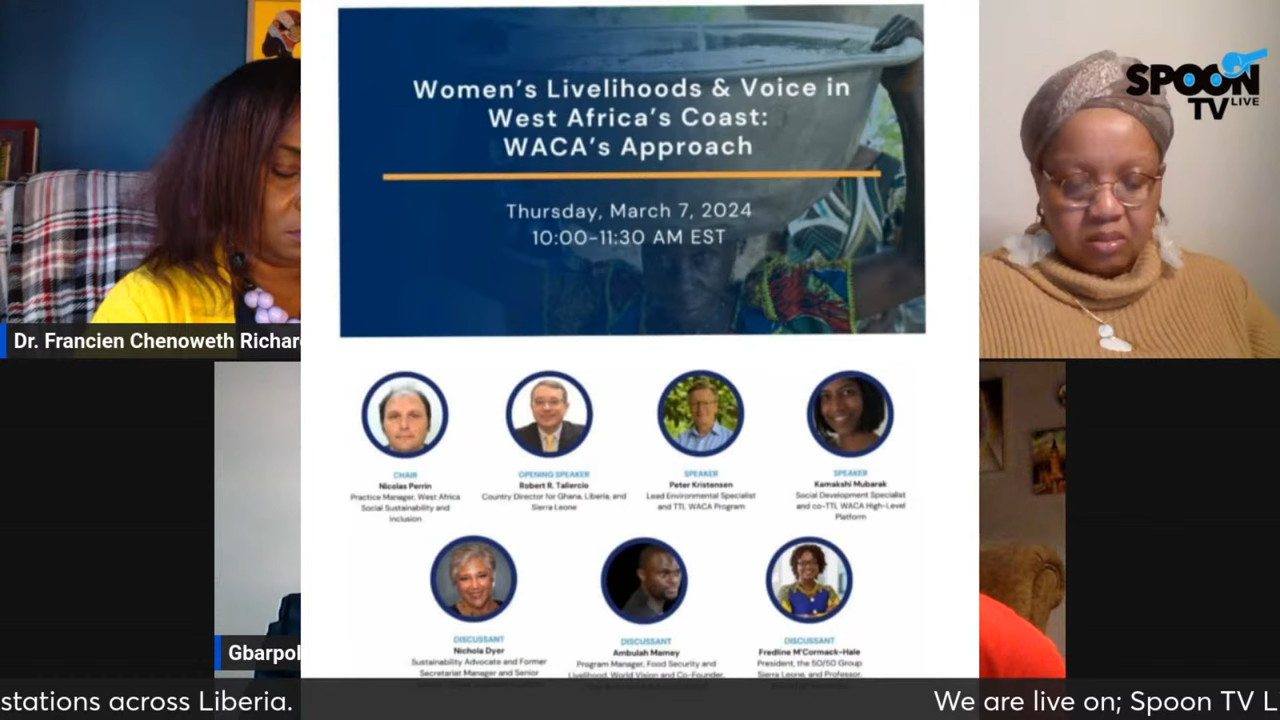 SPOON
TV LIVE
Women's Livelihoods & Voice in
West Africa's Coast:
WACA's Approach
Thursday, March 7, 2024
10:00-11:30 AM EST
Dr. Francien Chenoweth Richar
CHAIR
Nicolas Perrin
Practice Manager, West Africa
Social Sustainability and
Inclusion
OPENING SPEAKER
Robert R. Taliercio
Country Director for Ghana, Liberia, and
Sierra Leone
SPEAKER
Peter Kristensen
Lead Environmental Specialist
and TTL WACA Program
SPEAKER
Kamakshi Mubarak
Social Development Specialist
and co-TTL WACA High-Level
Platform
DISCUSSANT
Nichola Dyer
Sustainability Advocate and Former
Secretariat Manager and Senior
DISCUSSANT
Ambulah Mamey
Program Manager, Food Security and
Livelihood, World Vision and Co-Founder,
DISCUSSANT
Fredline M'Cormack-Hale
President, the 50/50 Group
Sierra Leone, and Professor,
Gbarpol
stations across Liberia.
We are live on; Spoon TV L